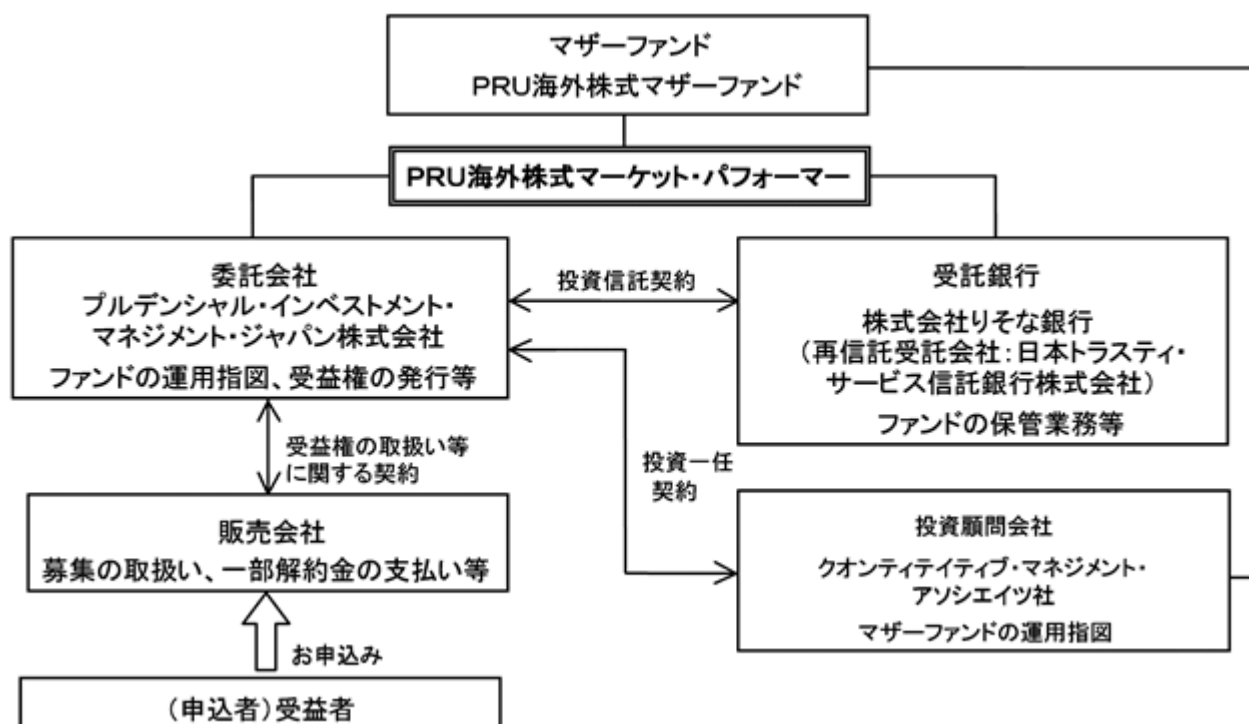 マザーファンド
PRU海外株式マザーファンド
PRU海外株式マーケット・パフォーマー
委託会社
プルデンシャル・インベストメント・
マネジメント・ジャパン株式会社
ファンドの運用指図、受益権の発行等
投資信託契約
受託銀行
株式会社りそな銀行
(再信託受託会社:日本トラスティ・
サービス信託銀行株式会社)
ファンドの保管業務等
受益権の取扱い等
に関する契約
投資一任
契約
販売会社
募集の取扱い、一部解約金の支払い等
投資顧問会社
クオンティテイティブ・マネジメント・
アソシエイツ社
マザーファンドの運用指図
お申込み
(申込者)受益者